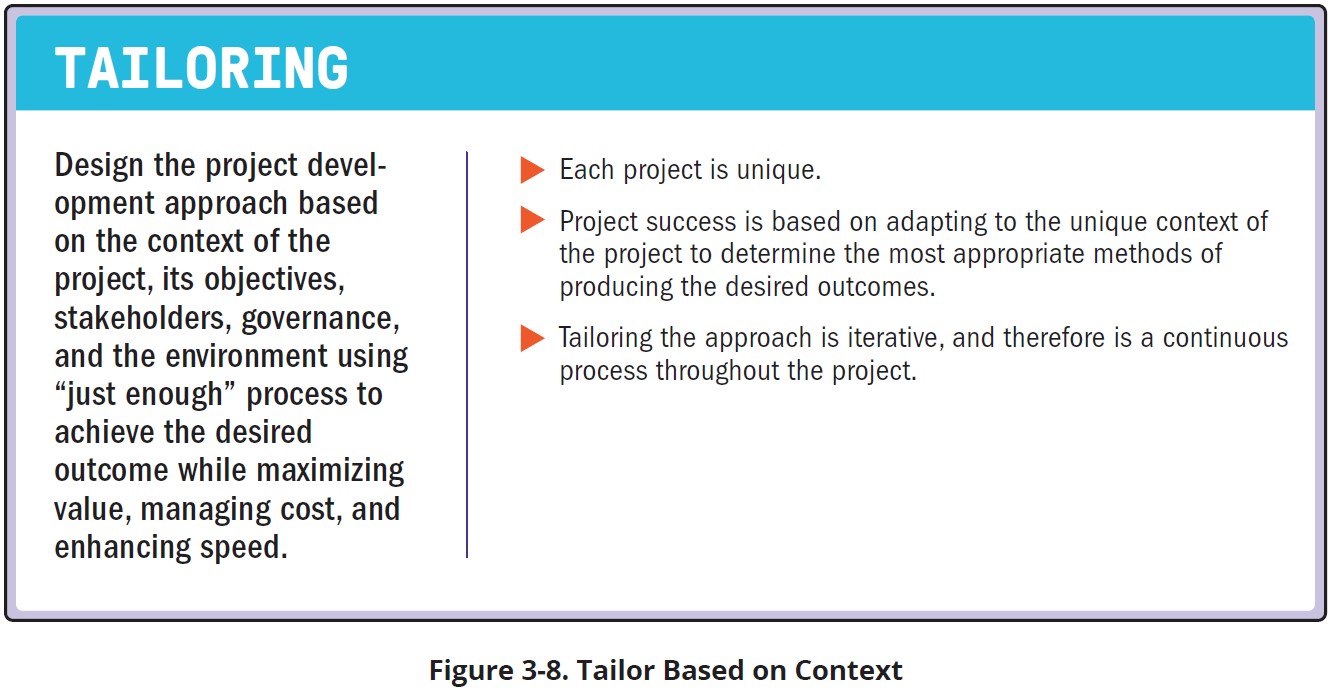 TAILORING
Design the project devel-
opment approach based
on the context of the
project, its objectives,
stakeholders, governance,
and the environment using
“just enough” process to
achieve the desired
outcome while maximizing
value, managing cost, and
enhancing speed.
Each project is unique.
Project success is based on adapting to the unique context of
the project to determine the most appropriate methods of
producing the desired outcomes.
Tailoring the approach is iterative, and therefore is a continuous
process throughout the project.
Figure 3-8. Tailor Based on Context